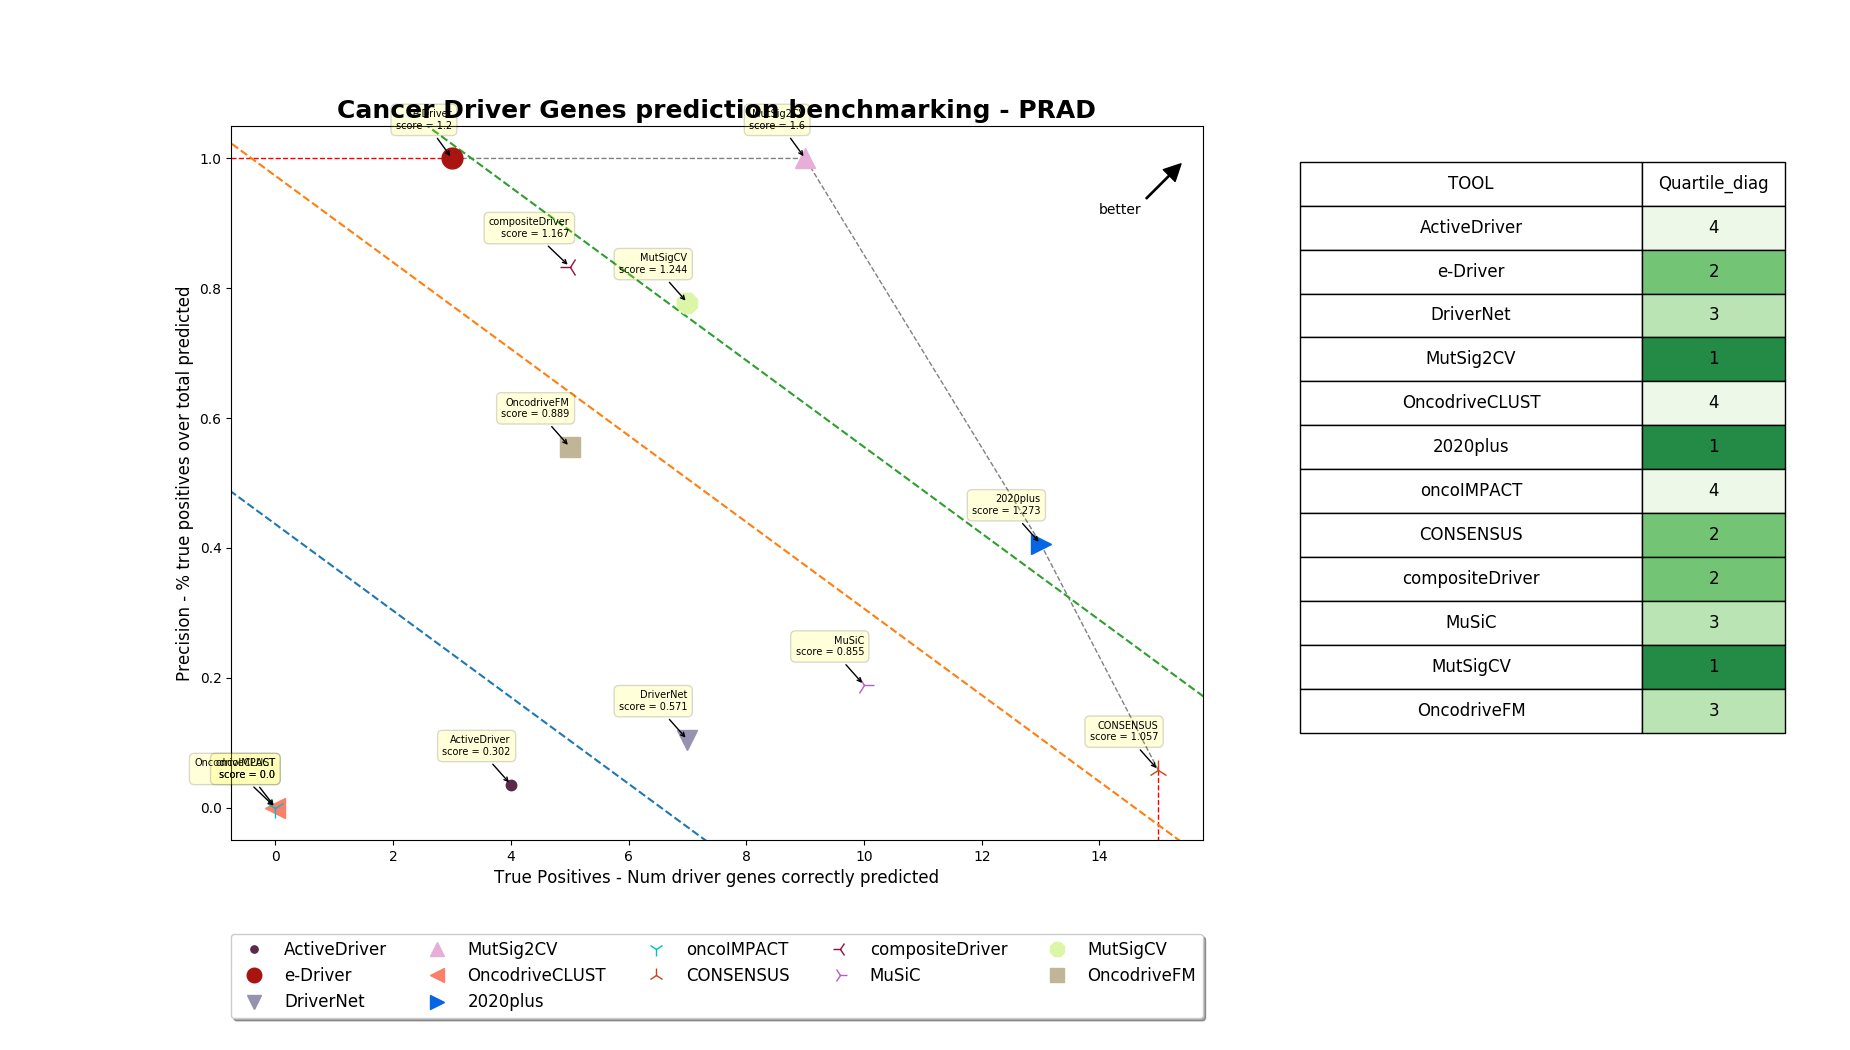 Cancer Driver Genes prediction benchmarking - PRAD
e-Driver
score = 1.2
MutSig2CV
score = 1.6
1.0
better
compositeDriver
score = 1.167
MutSigCV
score = 1.244
0.8
0.6
OncodriveFM
score = 0.889
2020plus
score = 1.273
0.4
MuSiC
score = 0.855
0.2
DriverNet
score = 0.571
CONSENSUS
score = 1.057
ActiveDriver
score = 0.302
oncoIMPACT
score = 0.0
0.0
Precision - % true positives over total predicted
0 2 4 6 8 10 12 14
True Positives - Num driver genes correctly predicted
ActiveDriver MutSig2CV oncoIMPACT compositeDriver MutSigCV
e-Driver OncodriveCLUST CONSENSUS MuSiC OncodriveFM
DriverNet 2020plus
TOOL Quartile_diag
ActiveDriver 4
e-Driver 2
DriverNet 3
MutSig2CV 1
OncodriveCLUST 4
2020plus 1
oncoIMPACT 4
CONSENSUS 2
compositeDriver 2
MuSiC 3
MutSigCV 1
OncodriveFM 3